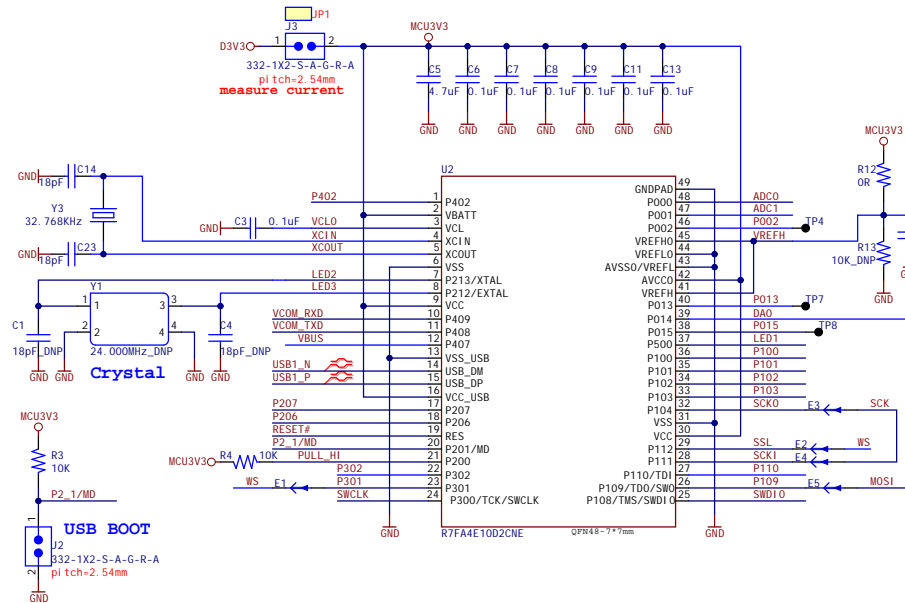 JP1
J3
D3V3
1
2
332-1X2-S-A-G-R-A
pitch=2.54mm
measure current
MCU3V3
C5
C6
C7
C8
C9
C11
C13
4.7uF
0.1uF
0.1uF
0.1uF
0.1uF
0.1uF
0.1uF
GND
GND
GND
GND
GND
GND
GND
GND
C14
18pF
Y3
32.768KHz
GND
C23
18pF
P402
GND
C3
0.1uF
VCL0
XCIN
XCOUT
LED2
LED3
Y1
1
1
3
3
2
2
4
4
C1
18pF_DNP
24.000MHz_DNP
C4
18pF_DNP
GND
GND
GND
GND
Crystal
VCOM_RXD
VCOM_TXD
VBUS
USB1_N
USB1_P
P207
P206
RESET#
P2_1/MD
MCU3V3
R4
10K
PULL_HI
P302
WS
E1
P301
SWCLK
GND
MCU3V3
R3
10K
P2_1/MD
USB BOOT
1
J2
332-1X2-S-A-G-R-A
pitch=2.54mm
2
GND
U2
1 P402
2 VBATT
3 VCL
4 XCIN
5 XCOUT
6 VSS
7 P213/XTAL
8 P212/EXTAL
9 VCC
10 P409
11 P408
12 P407
13 VSS_USB
14 USB_DM
15 USB_DP
16 VCC_USB
17 P207
18 P206
19 RES
20 P201/MD
21 P200
22 P302
23 P301
24 P300/TCK/SWCLK
GNDPAD 49
P000 48 ADC0
P001 47 ADC1
P002 46 P002 TP4
VREFH0 45 VREFH
VREFL0 44
AVSS0/VREFL 43
AVCC0 42
VREFH 41
P013 40 P013 TP7
P014 39 DA0
P015 38 P015 TP8
P500 37 LED1
P100 36 P100
P101 35 P101
P102 34 P102
P103 33 P103
P104 32 SCK0 E3 SCK
VSS 31
VCC 30
P112 29 SSL E2 WS
P111 28 SCKI E4
P110/TDI 27 P110
P109/TDO/SWO 26 P109 E5 MOSI
P108/TMS/SWDIO 25 SWDIO
R7FA4E10D2CNE
QFN48-7*7mm
GND
MCU3V3
R12
0R
R13
10K_DNP
GND